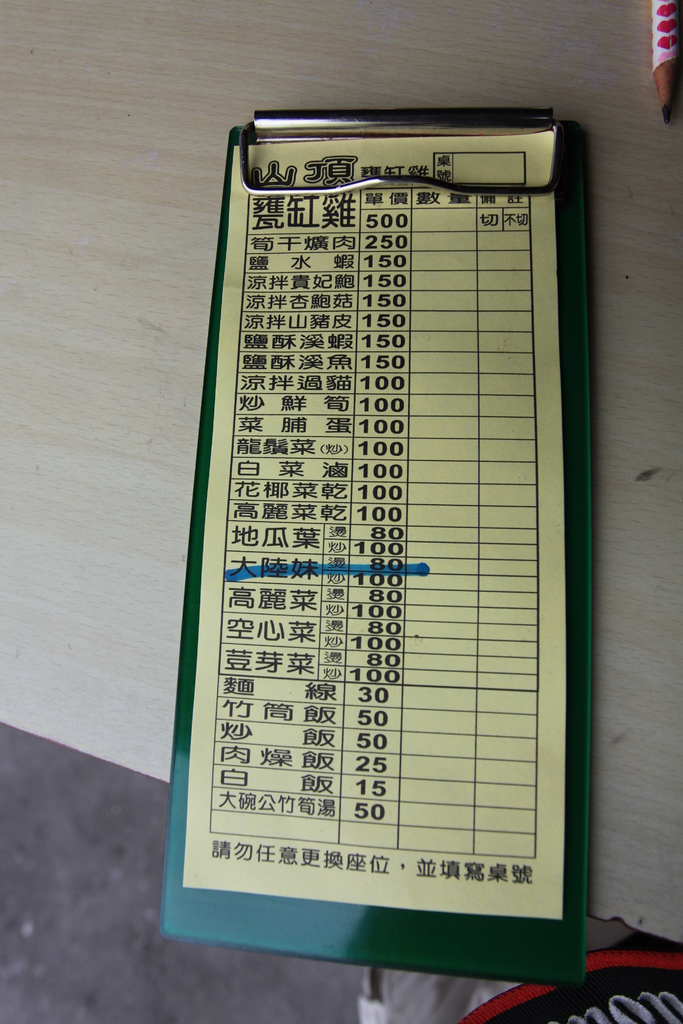 山頂 甕缸雞 桌號
單價 數量 備註
甕缸雞 500 切 不切
筍干爌肉 250
鹽水蝦 150
涼拌貴妃鮑 150
涼拌杏鮑菇 150
涼拌山豬皮 150
鹽酥溪蝦 150
鹽酥溪魚 150
涼拌過貓 100
炒鮮筍 100
菜脯蛋 100
龍鬚菜(炒) 100
白菜滷 100
花椰菜乾 100
高麗菜乾 100
地瓜葉 燙 80
炒 100
大陸妹 燙 80
炒 100
高麗菜 燙 80
炒 100
空心菜 燙 80
炒 100
荳芽菜 燙 80
炒 100
麵線 30
竹筒飯 50
炒飯 50
肉燥飯 25
白飯 15
大碗公竹筍湯 50
請勿任意更換座位，並填寫桌號